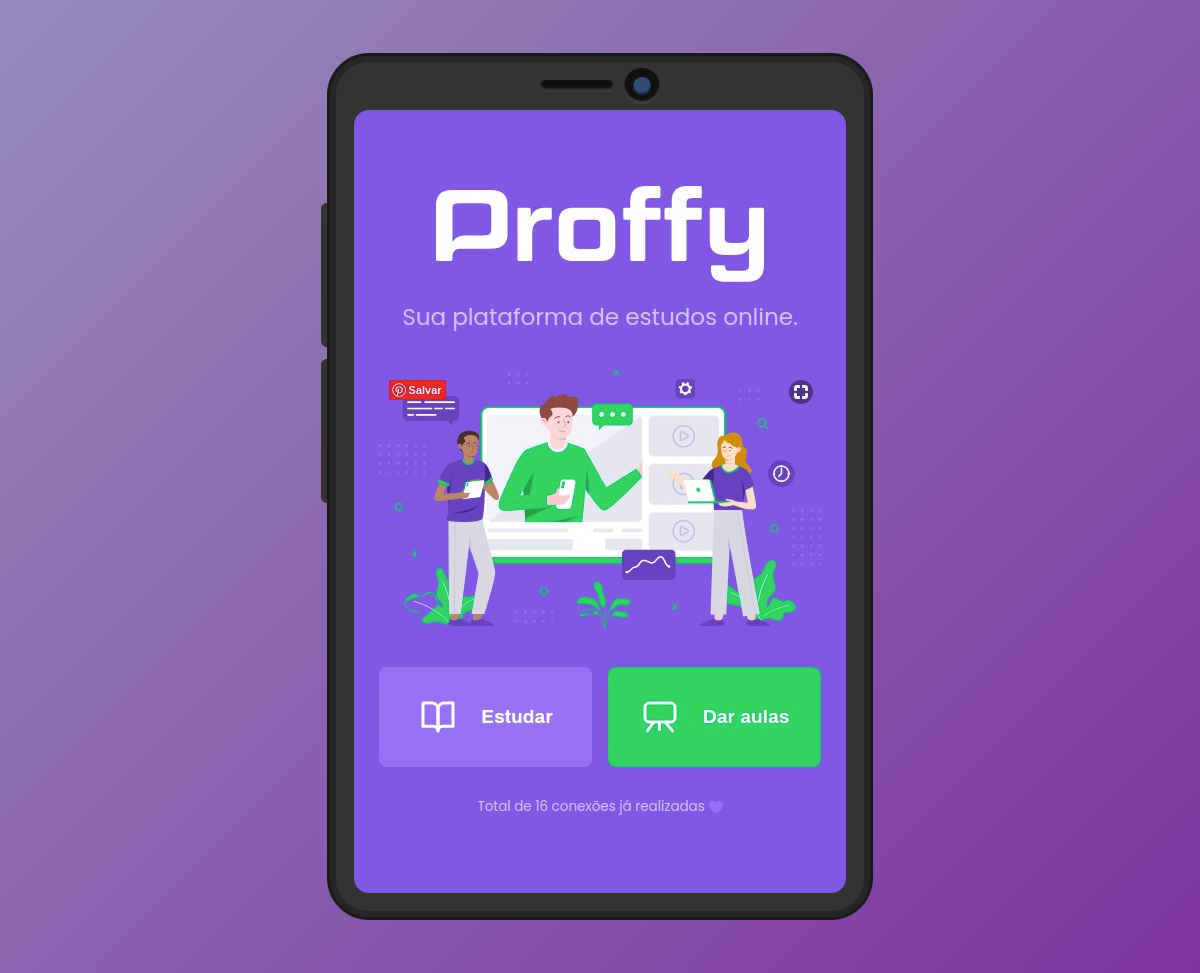 Proffy
Sua plataforma de estudos online.
Salvar
Estudar
Dar aulas
Total de 16 conexões já realizadas 💜